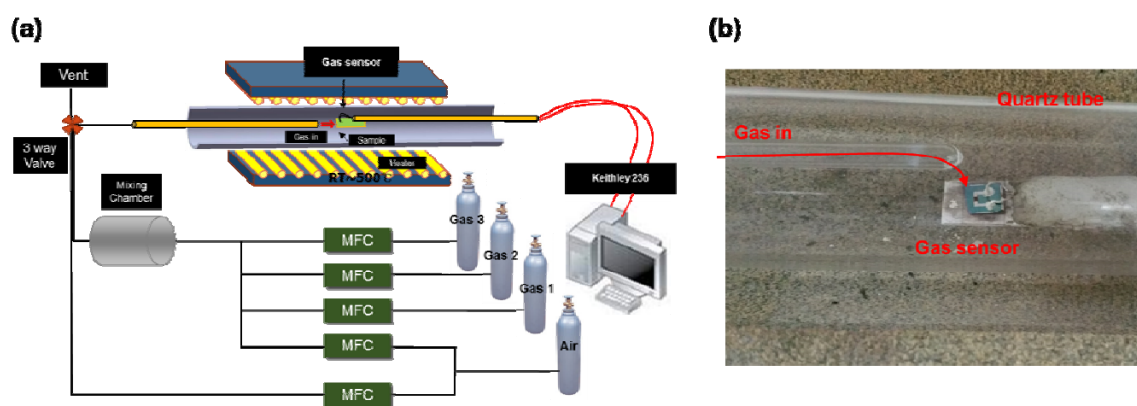 (a)
Vent
3 way
Valve
Gas sensor
Gas in
Sample
Heater
RT~500℃
Mixing
Chamber
Keithley 236
Gas 3
Gas 2
Gas 1
Air
MFC
MFC
MFC
MFC
MFC
(b)
Quartz tube
Gas in
Gas sensor